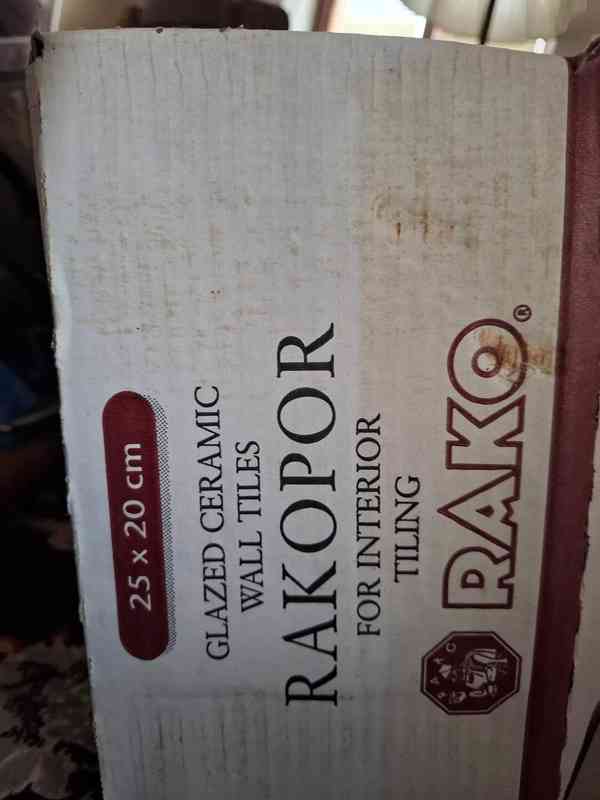 25 x 20 cm
GLAZED CERAMIC
WALL TILES
RAKOPOR
FOR INTERIOR
TILING
RAKO®